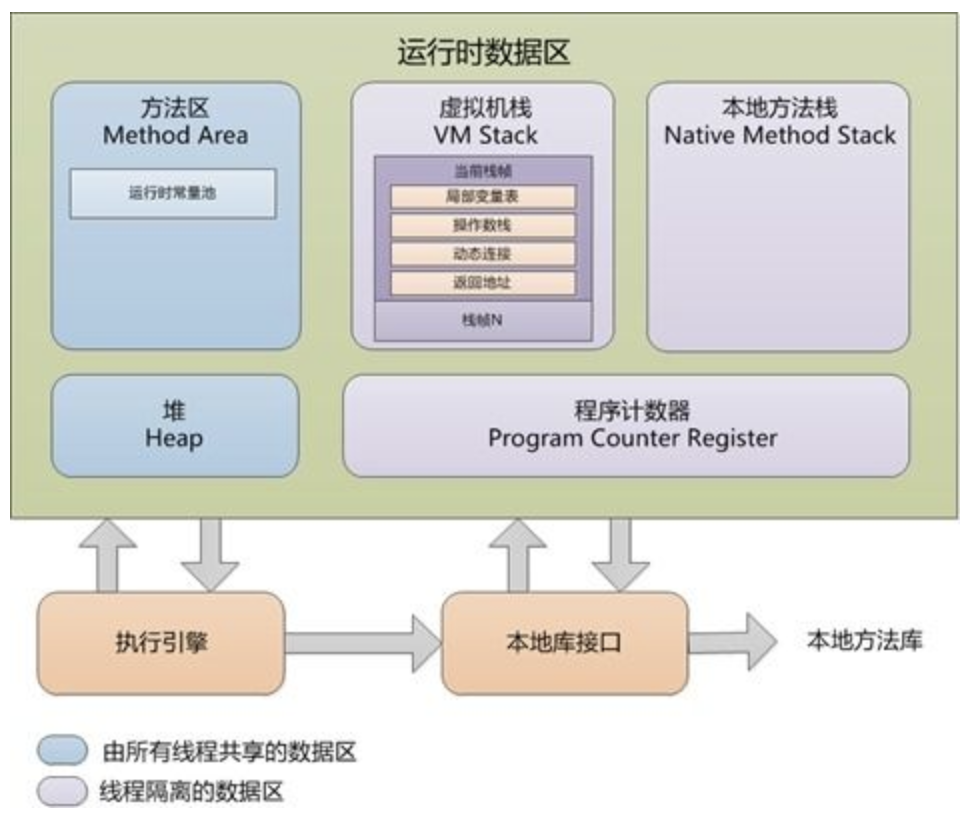 运行时数据区
方法区
Method Area
运行时常量池
虚拟机栈
VM Stack
当前栈帧
局部变量表
操作数栈
动态连接
返回地址
栈帧N
本地方法栈
Native Method Stack
堆
Heap
程序计数器
Program Counter Register
执行引擎
本地库接口
本地方法库
由所有线程共享的数据区
线程隔离的数据区